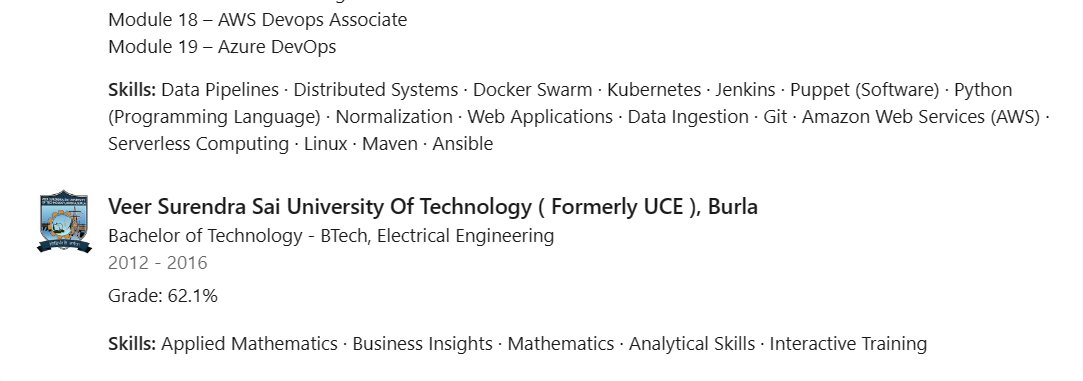 Module 18 – AWS Devops Associate
Module 19 – Azure DevOps
Skills: Data Pipelines · Distributed Systems · Docker Swarm · Kubernetes · Jenkins · Puppet (Software) · Python
(Programming Language) · Normalization · Web Applications · Data Ingestion · Git · Amazon Web Services (AWS) ·
Serverless Computing · Linux · Maven · Ansible
Veer Surendra Sai University Of Technology ( Formerly UCE ), Burla
Bachelor of Technology - BTech, Electrical Engineering
2012 - 2016
Grade: 62.1%
Skills: Applied Mathematics · Business Insights · Mathematics · Analytical Skills · Interactive Training